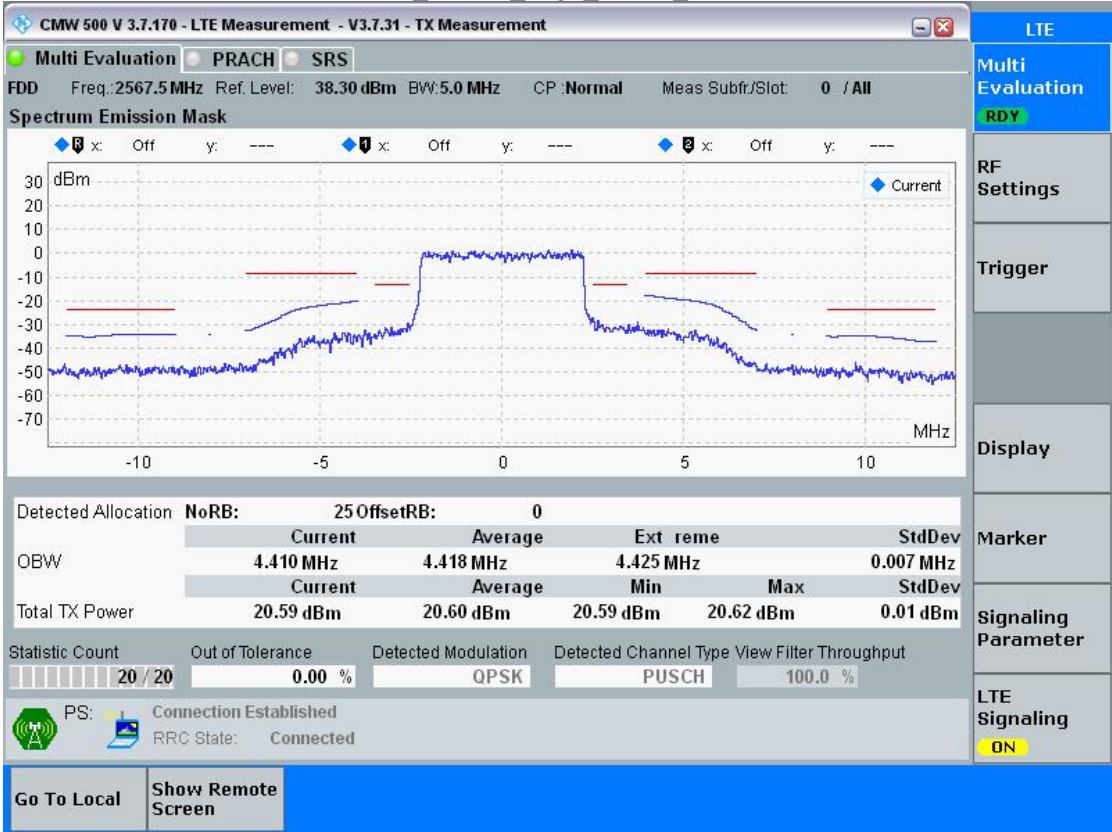 CMW 500 V 3.7.170 - LTE Measurement - V3.7.31 - TX Measurement
LTE
Multi Evaluation PRACH SRS
FDD Freq.:2567.5 MHz Ref. Level: 38.30 dBm BW:5.0 MHz CP :Normal Meas Subfr./Slot: 0 / All
Spectrum Emission Mask
R x: Off y: --- 1 x: Off y: --- 2 x: Off y: ---
dBm
Current
30
20
10
0
-10
-20
-30
-40
-50
-60
-70
MHz
-10 -5 0 5 10
Detected Allocation NoRB: 25 OffsetRB: 0
Current Average Ext reme StdDev
OBW 4.410 MHz 4.418 MHz 4.425 MHz 0.007 MHz
Current Average Min Max StdDev
Total TX Power 20.59 dBm 20.60 dBm 20.59 dBm 20.62 dBm 0.01 dBm
Statistic Count Out of Tolerance Detected Modulation Detected Channel Type View Filter Throughput
20 / 20 0.00 % QPSK PUSCH 100.0 %
PS: Connection Established
RRC State: Connected
Multi
Evaluation
RDY
RF
Settings
Trigger
Display
Marker
Signaling
Parameter
LTE
Signaling
ON
Go To Local
Show Remote
Screen